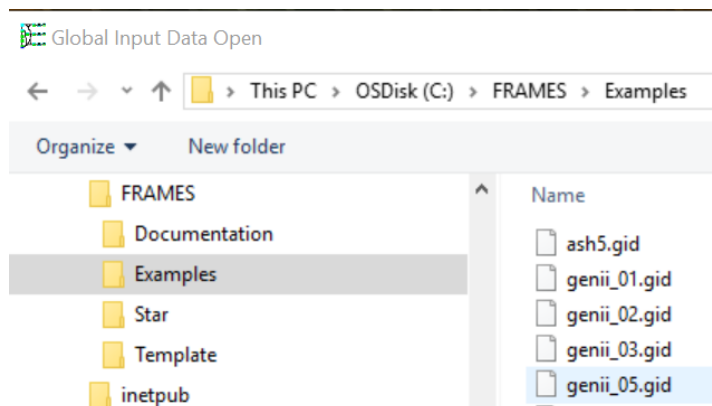 Global Input Data Open
This PC > OSDisk (C:) > FRAMES > Examples
Organize New folder
FRAMES
Documentation
Examples
Star
Template
inetpub
Name
ash5.gid
genii_01.gid
genii_02.gid
genii_03.gid
genii_05.gid